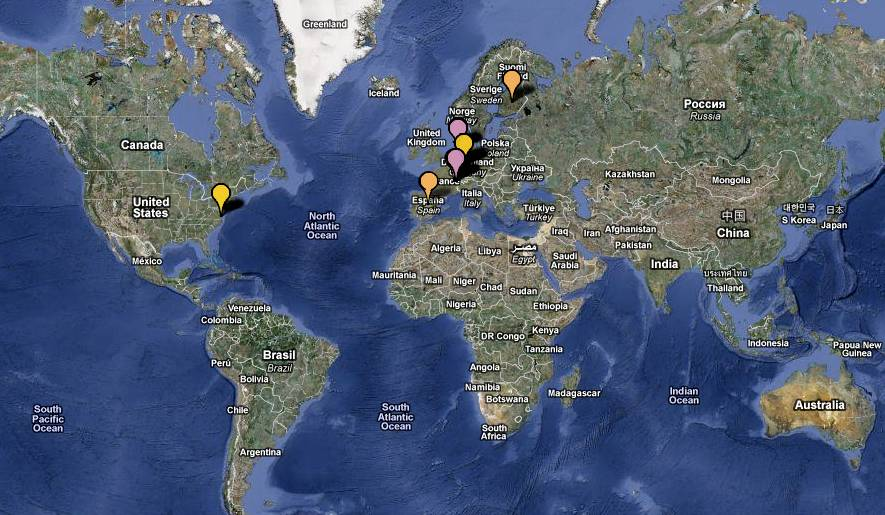 Greenland
Iceland
Suomi
Sverige
Sweden
Norge
Россия
Russia
Canada
United
Kingdom
Polska
Україна
Ukraine
Kazakhstan
Mongolia
United
States
North
Atlantic
Ocean
España
Spain
Italia
Italy
Türkiye
Turkey
中国
China
대한민국
S Korea
日本
Japan
México
Algeria
Libya
مصر
Egypt
Iraq
Iran
Afghanistan
Pakistan
Saudi
Arabia
India
ประเทศไทย
Thailand
Mauritania
Mali
Niger
Chad
Sudan
Nigeria
Ethiopia
Venezuela
Colombia
DR Congo
Kenya
Tanzania
Indonesia
Papua New
Guinea
Perú
Brasil
Brazil
Bolivia
Angola
Namibia
Botswana
Madagascar
Indian
Ocean
South
Pacific
Ocean
Chile
South
Atlantic
Ocean
South
Africa
Australia
Argentina